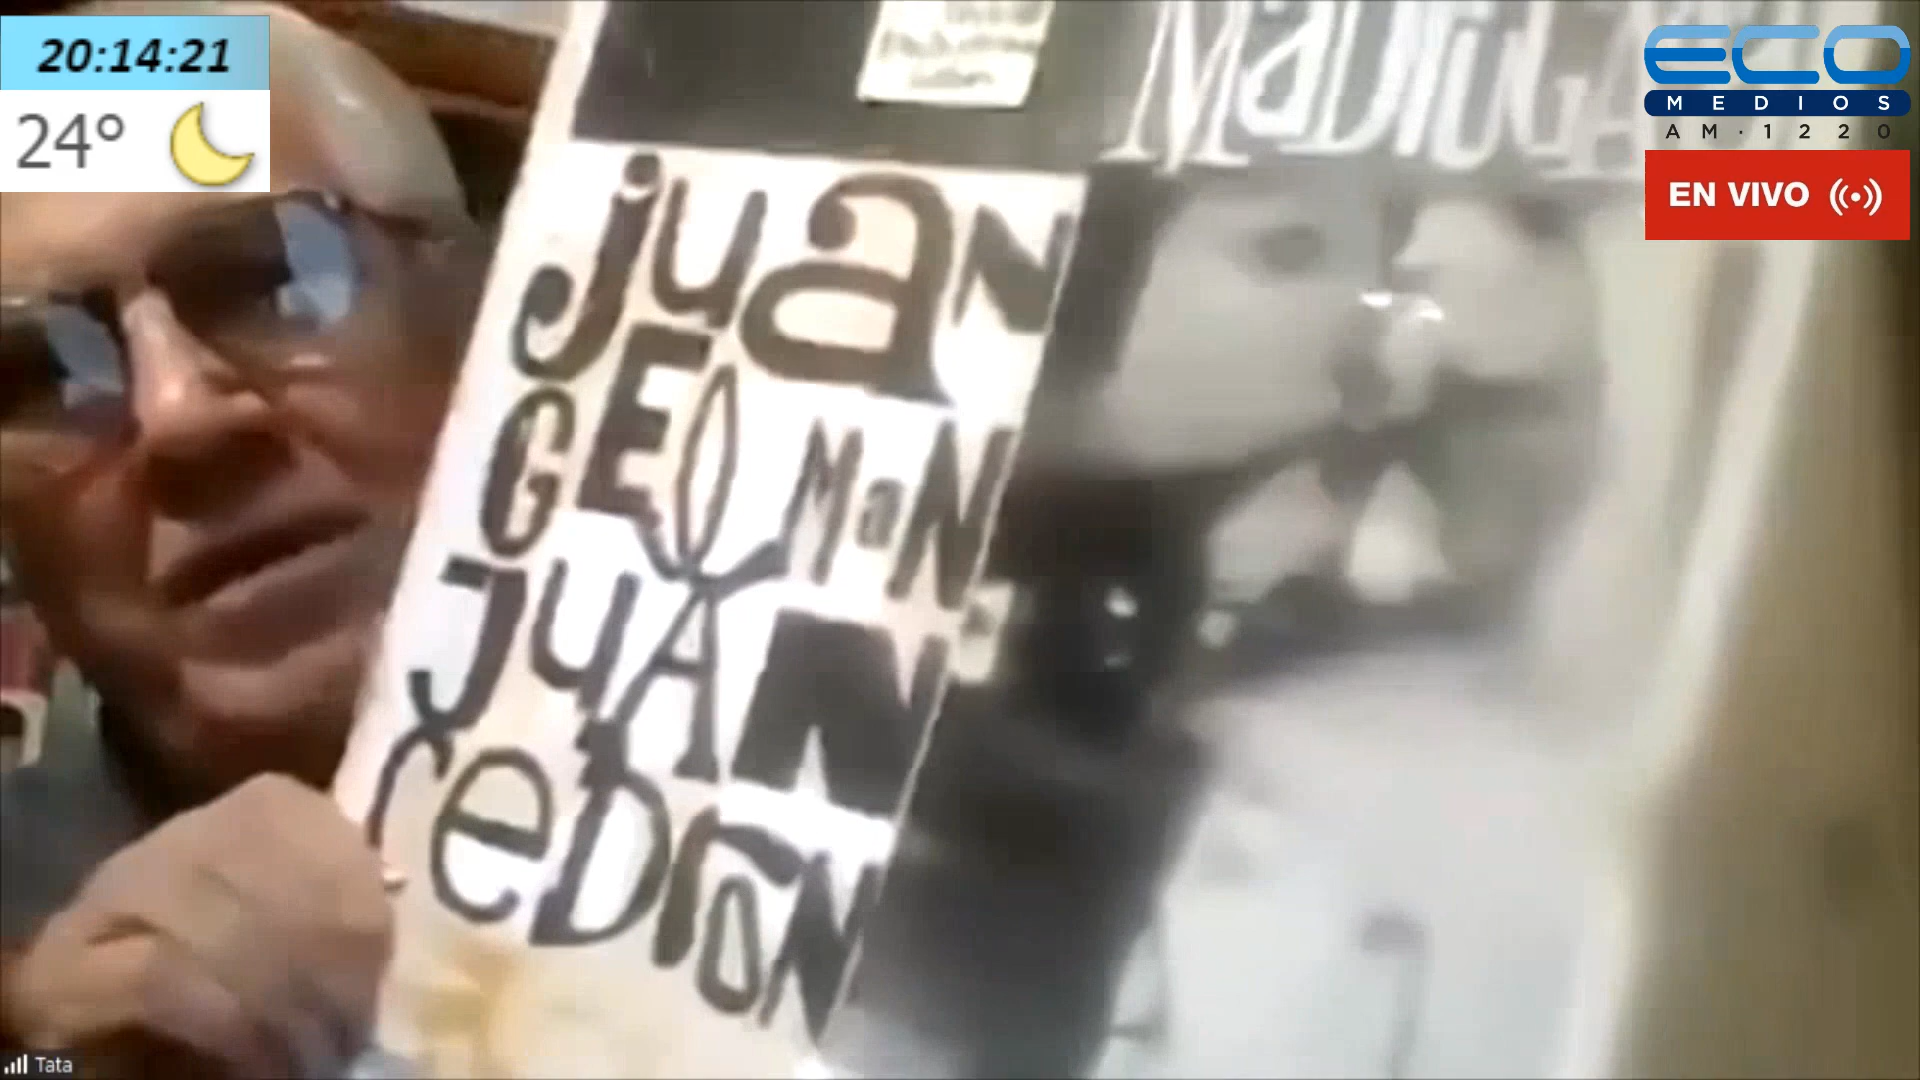 20:14:21
24°
eco
MEDIOS
AM·1220
EN VIVO
juan
GElMaN
juAN
ceDroN
Tata